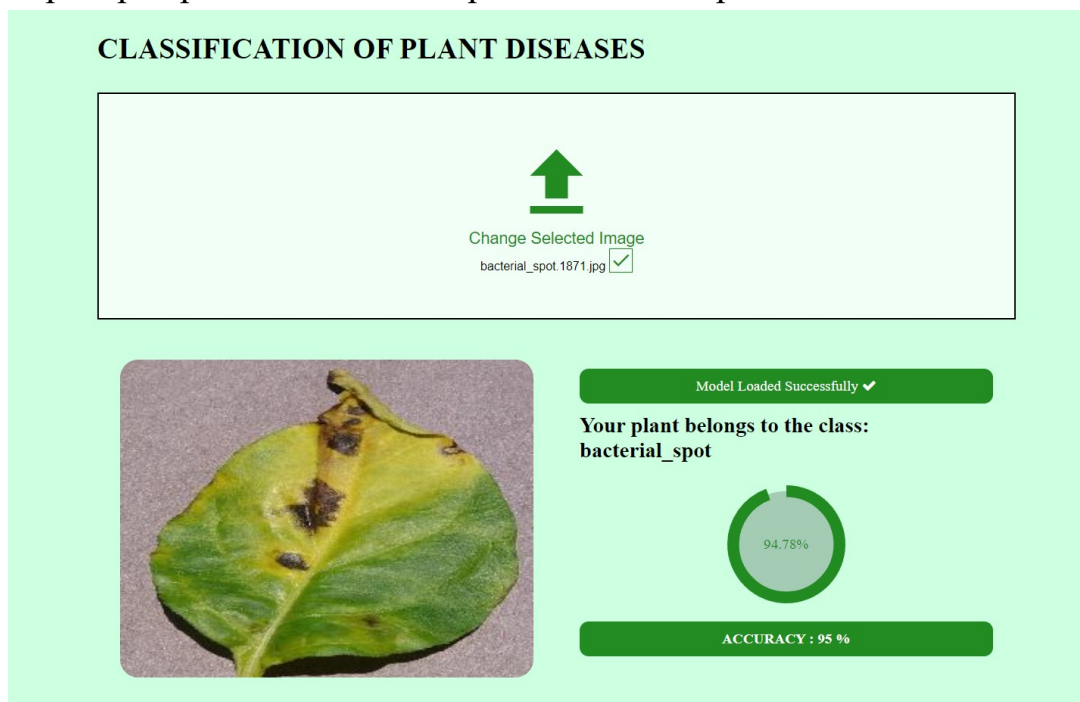 CLASSIFICATION OF PLANT DISEASES
Change Selected Image
bacterial_spot.1871.jpg
Model Loaded Successfully
Your plant belongs to the class:
bacterial_spot
94.78%
ACCURACY : 95 %